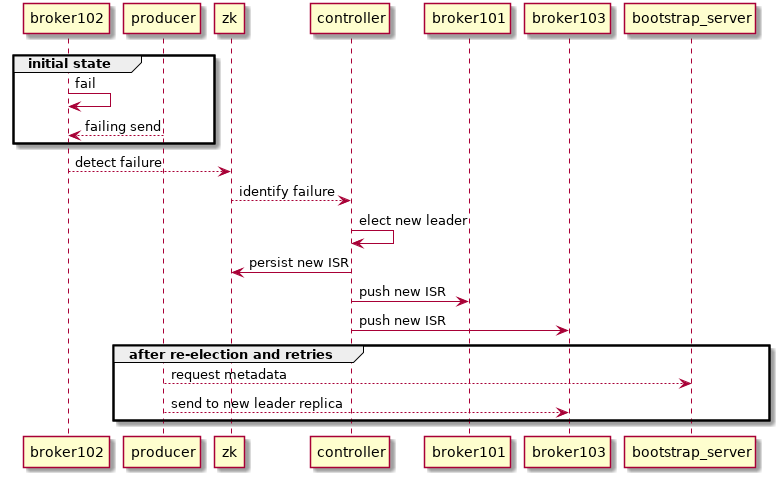 broker102 producer zk controller broker101 broker103 bootstrap_server
initial state
fail
failing send
detect failure
identify failure
elect new leader
persist new ISR
push new ISR
push new ISR
after re-election and retries
request metadata
send to new leader replica
broker102 producer zk controller broker101 broker103 bootstrap_server